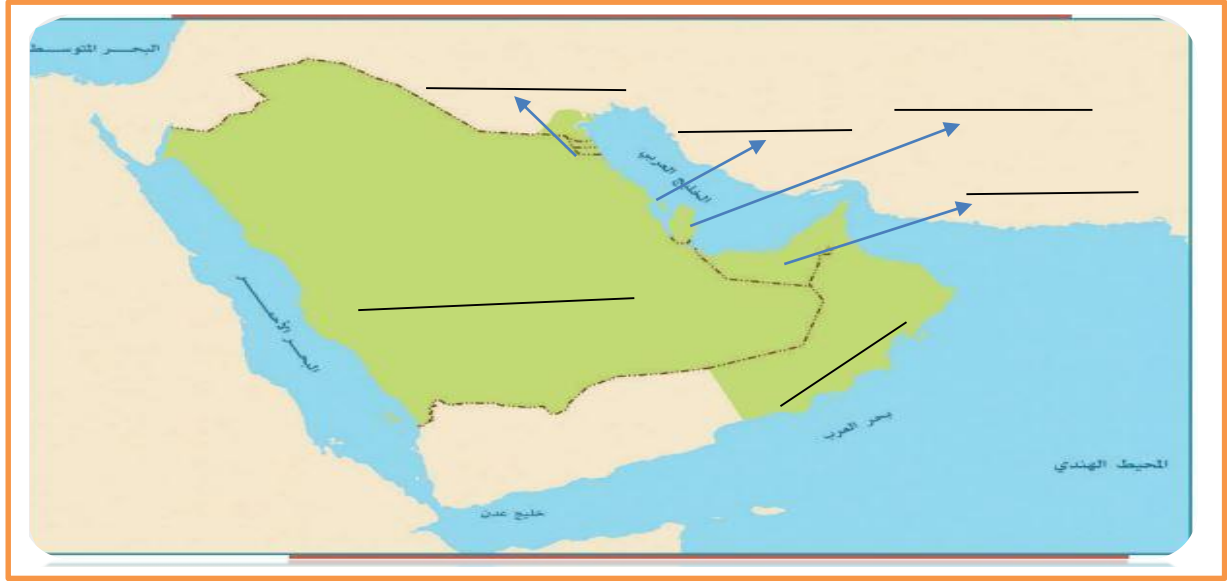 البحر المتوسط
الخليج العربي
البحر الأحمر
بحر العرب
المحيط الهندي
خليج عدن